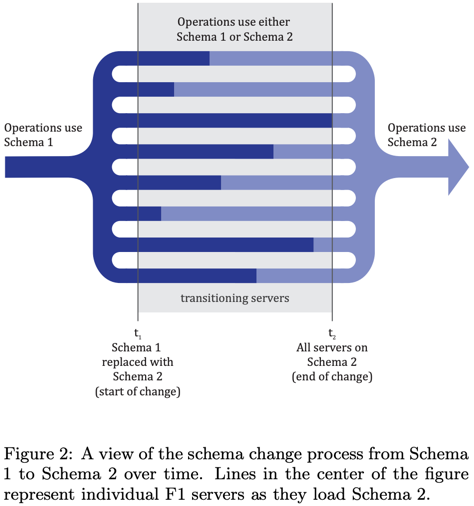 Operations use either
Schema 1 or Schema 2
Operations use
Schema 1
Operations use
Schema 2
transitioning servers
t1
Schema 1
replaced with
Schema 2
(start of change)
t2
All servers on
Schema 2
(end of change)
Figure 2: A view of the schema change process from Schema
1 to Schema 2 over time. Lines in the center of the figure
represent individual F1 servers as they load Schema 2.